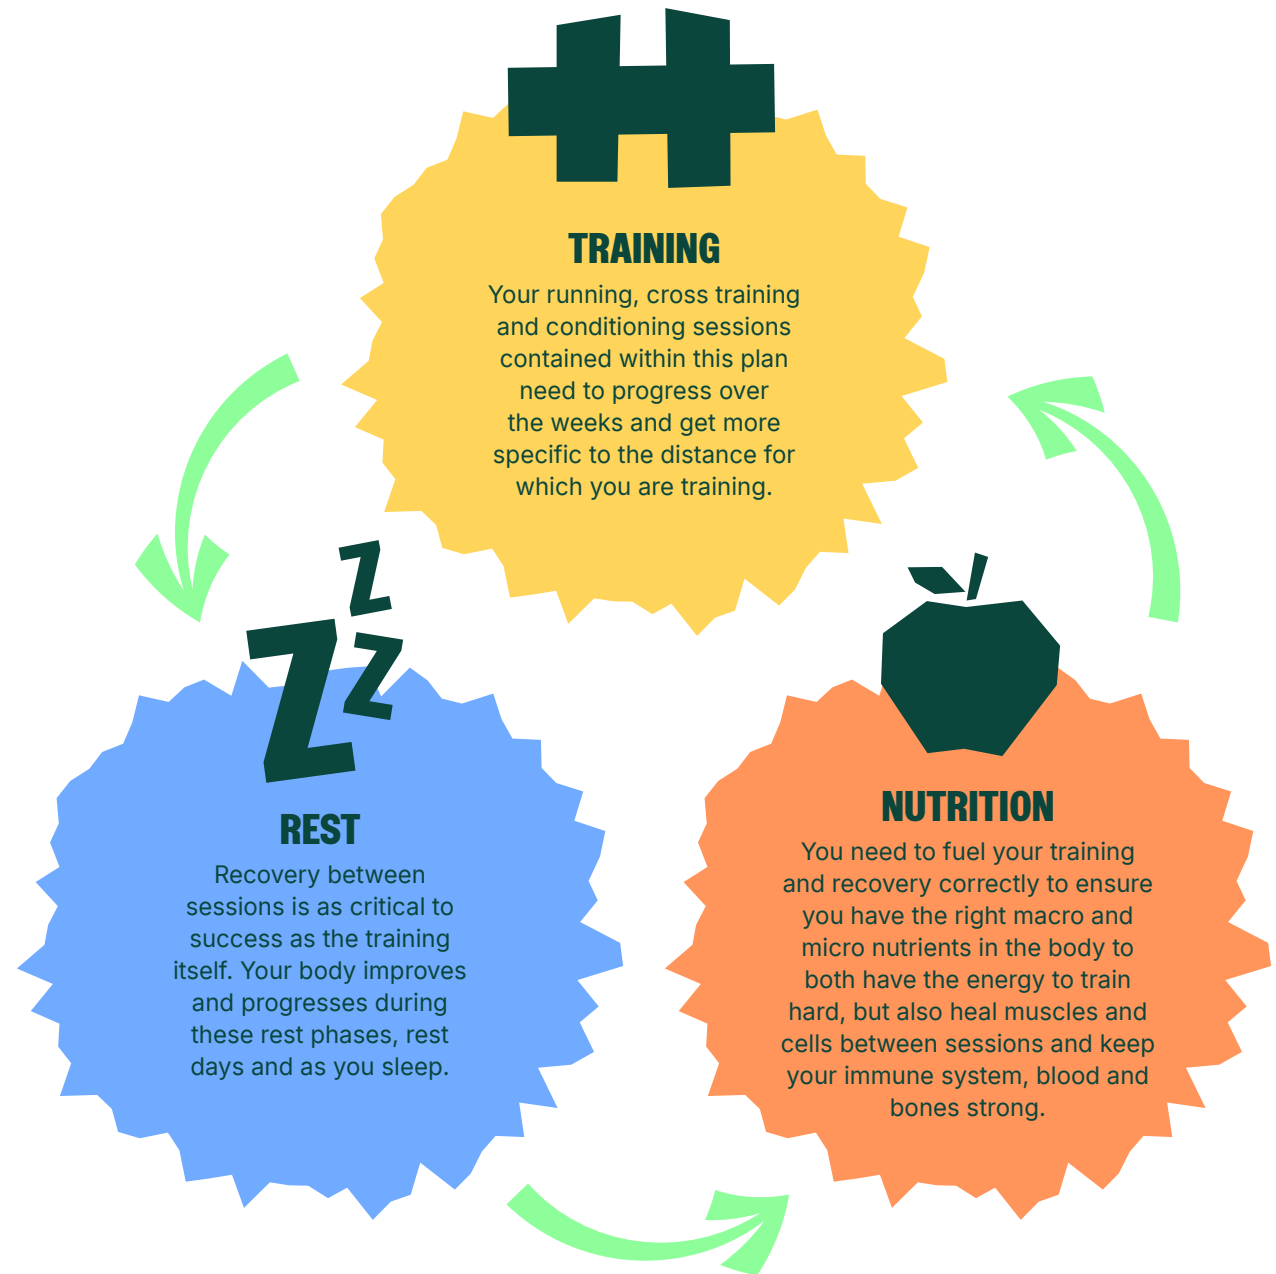 TRAINING
Your running, cross training
and conditioning sessions
contained within this plan
need to progress over
the weeks and get more
specific to the distance for
which you are training.
Z
Z
Z
REST
Recovery between
sessions is as critical to
success as the training
itself. Your body improves
and progresses during
these rest phases, rest
days and as you sleep.
NUTRITION
You need to fuel your training
and recovery correctly to ensure
you have the right macro and
micro nutrients in the body to
both have the energy to train
hard, but also heal muscles and
cells between sessions and keep
your immune system, blood and
bones strong.